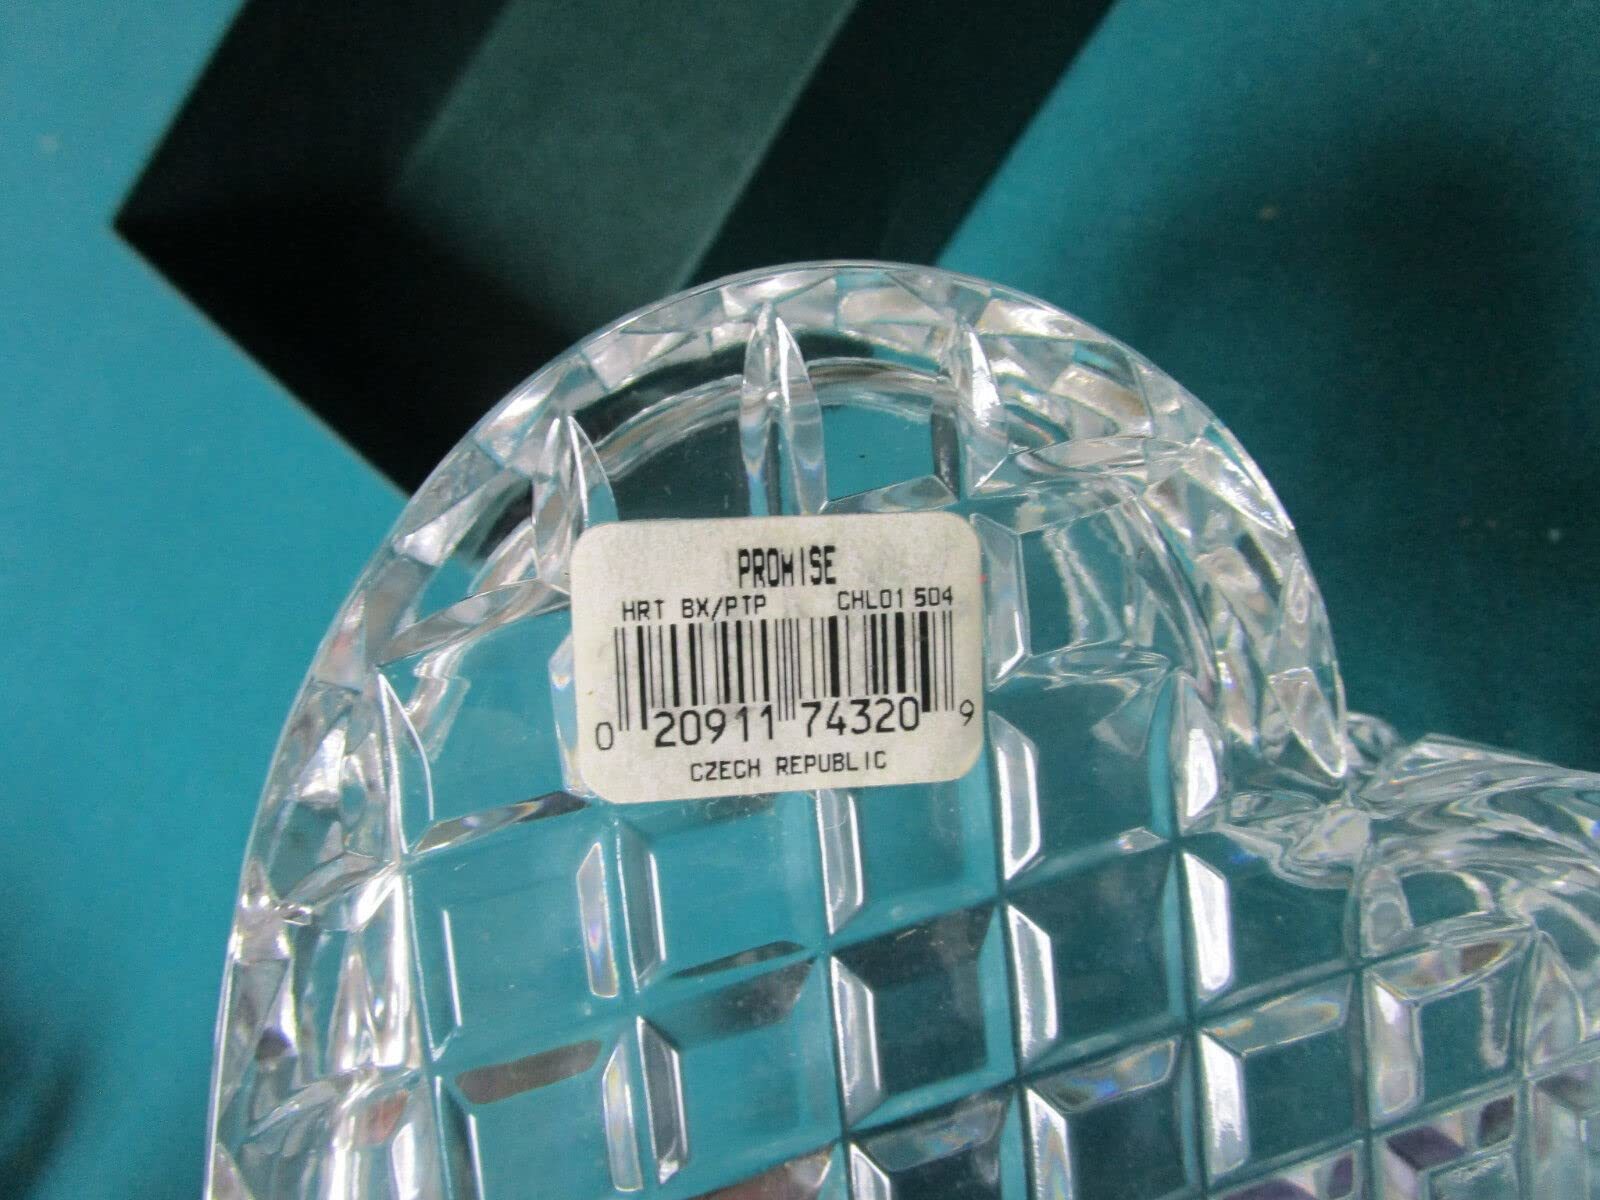 PROMISE
HRT BX/PTP CHL01 504
0 20911 74320 9
CZECH REPUBLIC